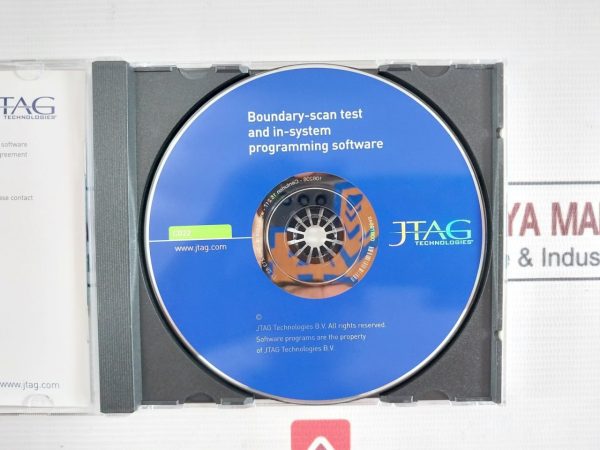 JTAG
TECHNOLOGIES®
software
greement
se contact
www.jtag.com
Boundary-scan test
and in-system
programming software
CD22
www.jtag.com
JTAG
TECHNOLOGIES®
©
JTAG Technologies B.V. All rights reserved.
Software programs are the property
of JTAG Technologies B.V.
YA MA
& Indus